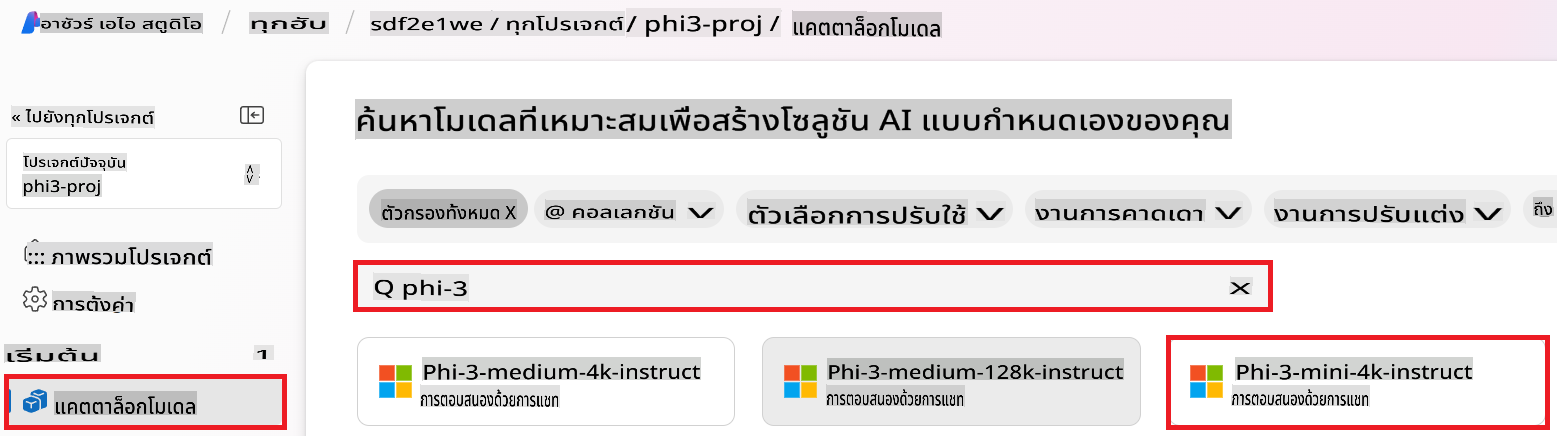 อาชัวร์ เอไอ สตูดิโอ / ทุกฮับ / sdf2e1we / ทุกโปรเจกต์ / phi3-proj / แคตตาล็อกโมเดล
« ไปยังทุกโปรเจกต์
โปรเจกต์ปัจจุบัน
phi3-proj
ภาพรวมโปรเจกต์
การตั้งค่า
เริ่มต้น 1
แคตตาล็อกโมเดล
ค้นหาโมเดลที่เหมาะสมเพื่อสร้างโซลูชัน AI แบบกำหนดเองของคุณ
ตัวกรองทั้งหมด X @ คอลเลกชัน ตัวเลือกการปรับใช้ งานการคาดเดา งานการปรับแต่ง ถึง
Q phi-3 ×
Phi-3-medium-4k-instruct
การตอบสนองด้วยการแชท
Phi-3-medium-128k-instruct
การตอบสนองด้วยการแชท
Phi-3-mini-4k-instruct
การตอบสนองด้วยการแชท